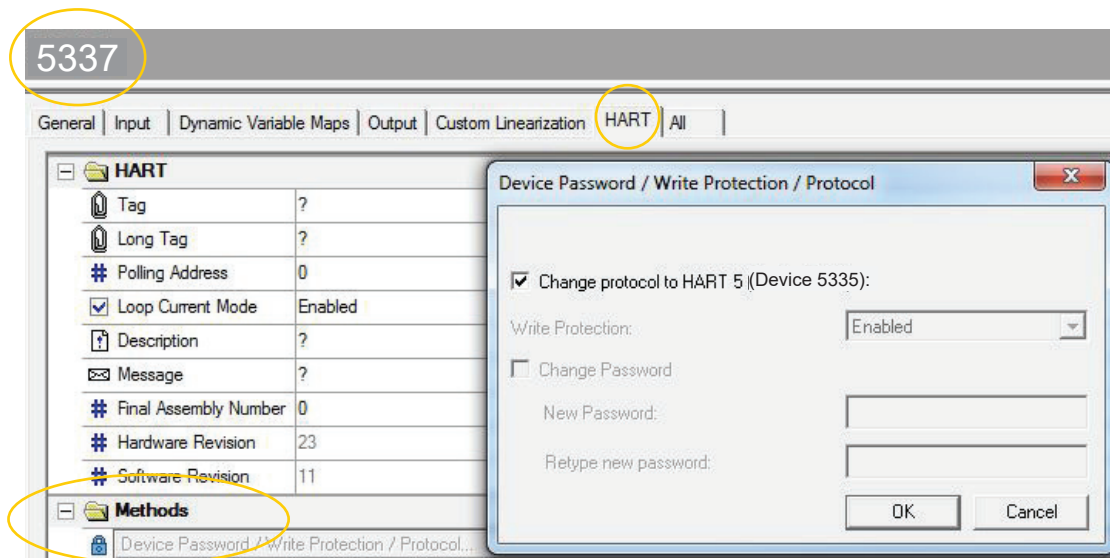 5337
General | Input | Dynamic Variable Maps | Output | Custom Linearization | HART | All
HART
Tag ?
Long Tag ?
# Polling Address 0
Loop Current Mode Enabled
Description ?
Message ?
# Final Assembly Number 0
# Hardware Revision 23
# Software Revision 11
Methods
Device Password / Write Protection / Protocol...
Device Password / Write Protection / Protocol
Change protocol to HART 5 (Device 5335):
Write Protection: Enabled
Change Password
New Password:
Retype new password:
OK Cancel